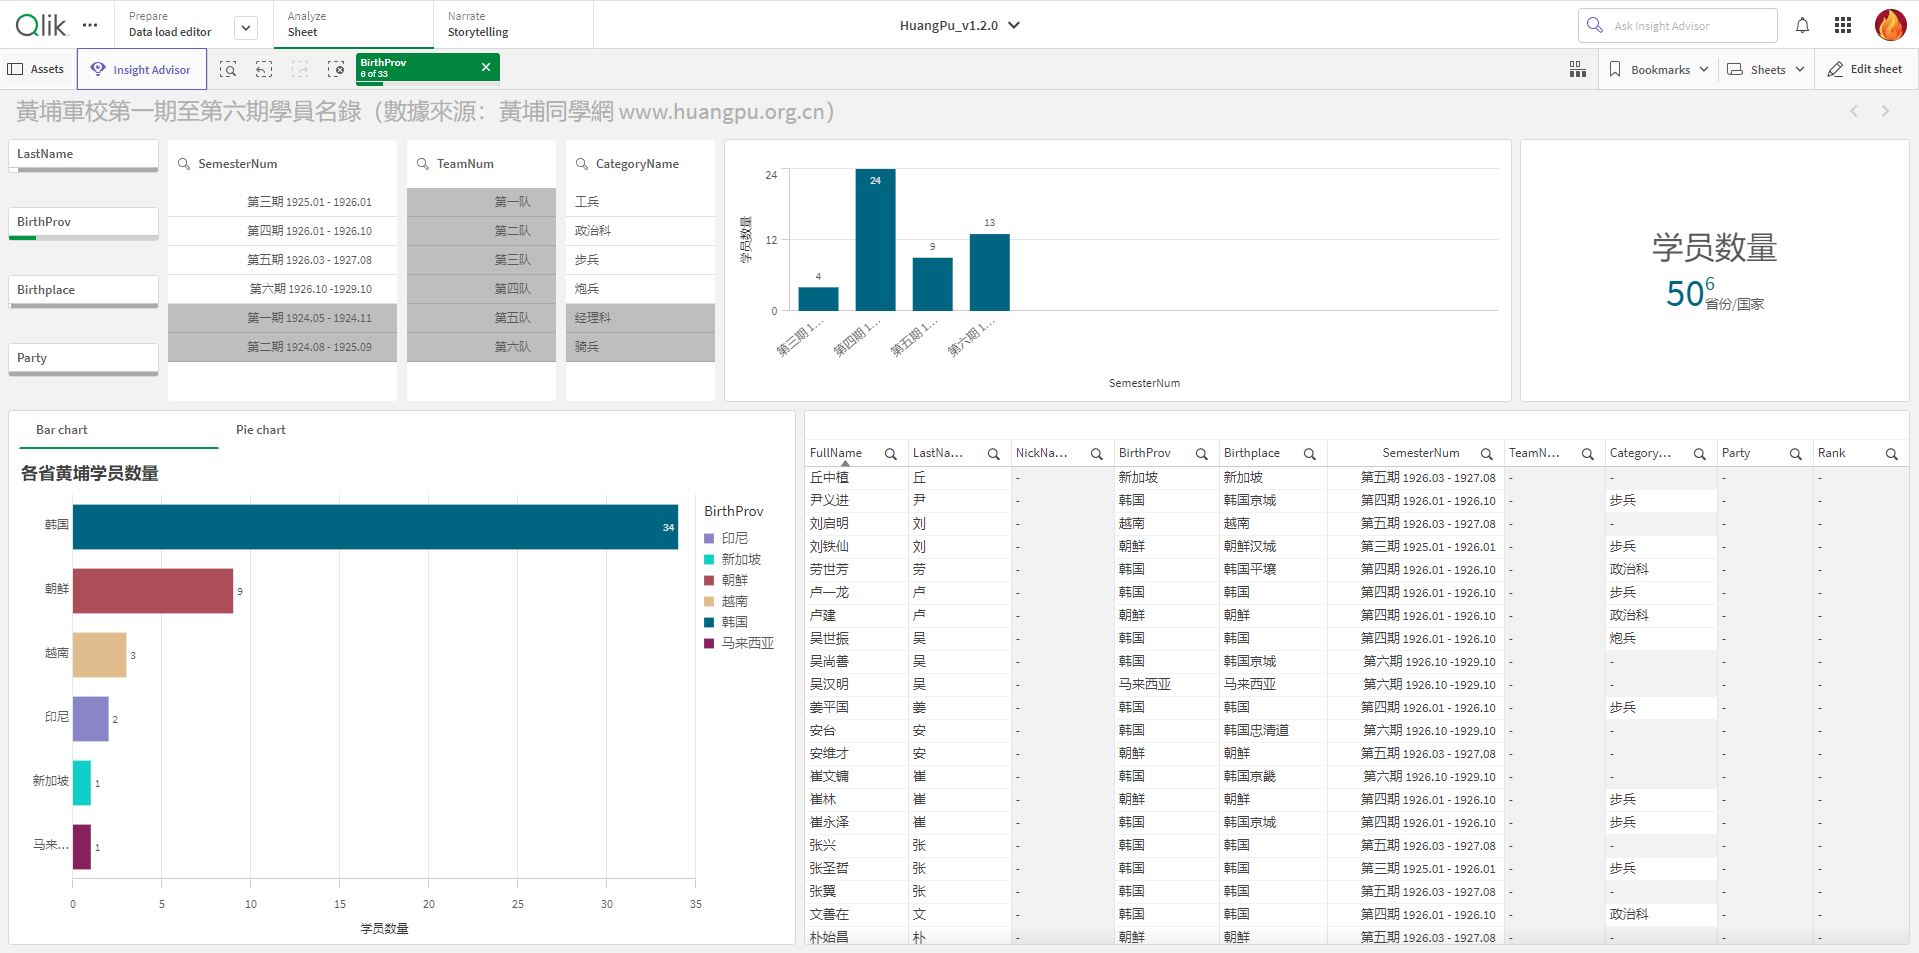 Qlik
Prepare
Data load editor
Analyze
Sheet
Narrate
Storytelling
HuangPu_v1.2.0
Ask Insight Advisor
Assets
Insight Advisor
BirthProv
6 of 33
Bookmarks
Sheets
Edit sheet
黃埔軍校第一期至第六期學員名錄（數據來源：黃埔同學網 www.huangpu.org.cn）
LastName
BirthProv
Birthplace
Party
SemesterNum
第三期 1925.01 - 1926.01
第四期 1926.01 - 1926.10
第五期 1926.03 - 1927.08
第六期 1926.10 -1929.10
第一期 1924.05 - 1924.11
第二期 1924.08 - 1925.09
TeamNum
第一队
第二队
第三队
第四队
第五队
第六队
CategoryName
工兵
政治科
步兵
炮兵
经理科
骑兵
学员数量
24
12
0
4
24
9
13
第三期 1...
第四期 1...
第五期 1...
第六期 1...
SemesterNum
学员数量
50 6 省份/国家
Bar chart
Pie chart
各省黄埔学员数量
韩国 34
朝鲜 9
越南 3
印尼 2
新加坡 1
马来... 1
0 5 10 15 20 25 30 35
学员数量
BirthProv
印尼
新加坡
朝鲜
越南
韩国
马来西亚
FullName LastNa... NickNa... BirthProv Birthplace SemesterNum TeamN... Category... Party Rank
丘中植 丘 - 新加坡 新加坡 第五期 1926.03 - 1927.08 - - - -
尹义进 尹 - 韩国 韩国京城 第四期 1926.01 - 1926.10 - 步兵 - -
刘启明 刘 - 越南 越南 第五期 1926.03 - 1927.08 - - - -
刘铁仙 刘 - 朝鲜 朝鲜汉城 第三期 1925.01 - 1926.01 - 步兵 - -
劳世芳 劳 - 韩国 韩国平壤 第四期 1926.01 - 1926.10 - 政治科 - -
卢一龙 卢 - 韩国 韩国 第四期 1926.01 - 1926.10 - 步兵 - -
卢建 卢 - 朝鲜 朝鲜 第四期 1926.01 - 1926.10 - 政治科 - -
吴世振 吴 - 韩国 韩国 第四期 1926.01 - 1926.10 - 炮兵 - -
吴尚善 吴 - 韩国 韩国京城 第六期 1926.10 -1929.10 - - - -
吴汉明 吴 - 马来西亚 马来西亚 第六期 1926.10 -1929.10 - - - -
姜平国 姜 - 韩国 韩国 第四期 1926.01 - 1926.10 - 步兵 - -
安台 安 - 韩国 韩国忠清道 第六期 1926.10 -1929.10 - - - -
安维才 安 - 朝鲜 朝鲜 第五期 1926.03 - 1927.08 - - - -
崔文镛 崔 - 韩国 韩国京畿 第六期 1926.10 -1929.10 - - - -
崔林 崔 - 朝鲜 朝鲜 第四期 1926.01 - 1926.10 - 步兵 - -
崔永泽 崔 - 韩国 韩国京城 第四期 1926.01 - 1926.10 - 步兵 - -
张兴 张 - 韩国 韩国 第五期 1926.03 - 1927.08 - - - -
张圣哲 张 - 韩国 韩国 第三期 1925.01 - 1926.01 - 步兵 - -
张翼 张 - 韩国 韩国 第五期 1926.03 - 1927.08 - - - -
文善在 文 - 韩国 韩国 第四期 1926.01 - 1926.10 - 政治科 - -
朴始昌 朴 - 朝鲜 朝鲜 第五期 1926.03 - 1927.08 - - - -